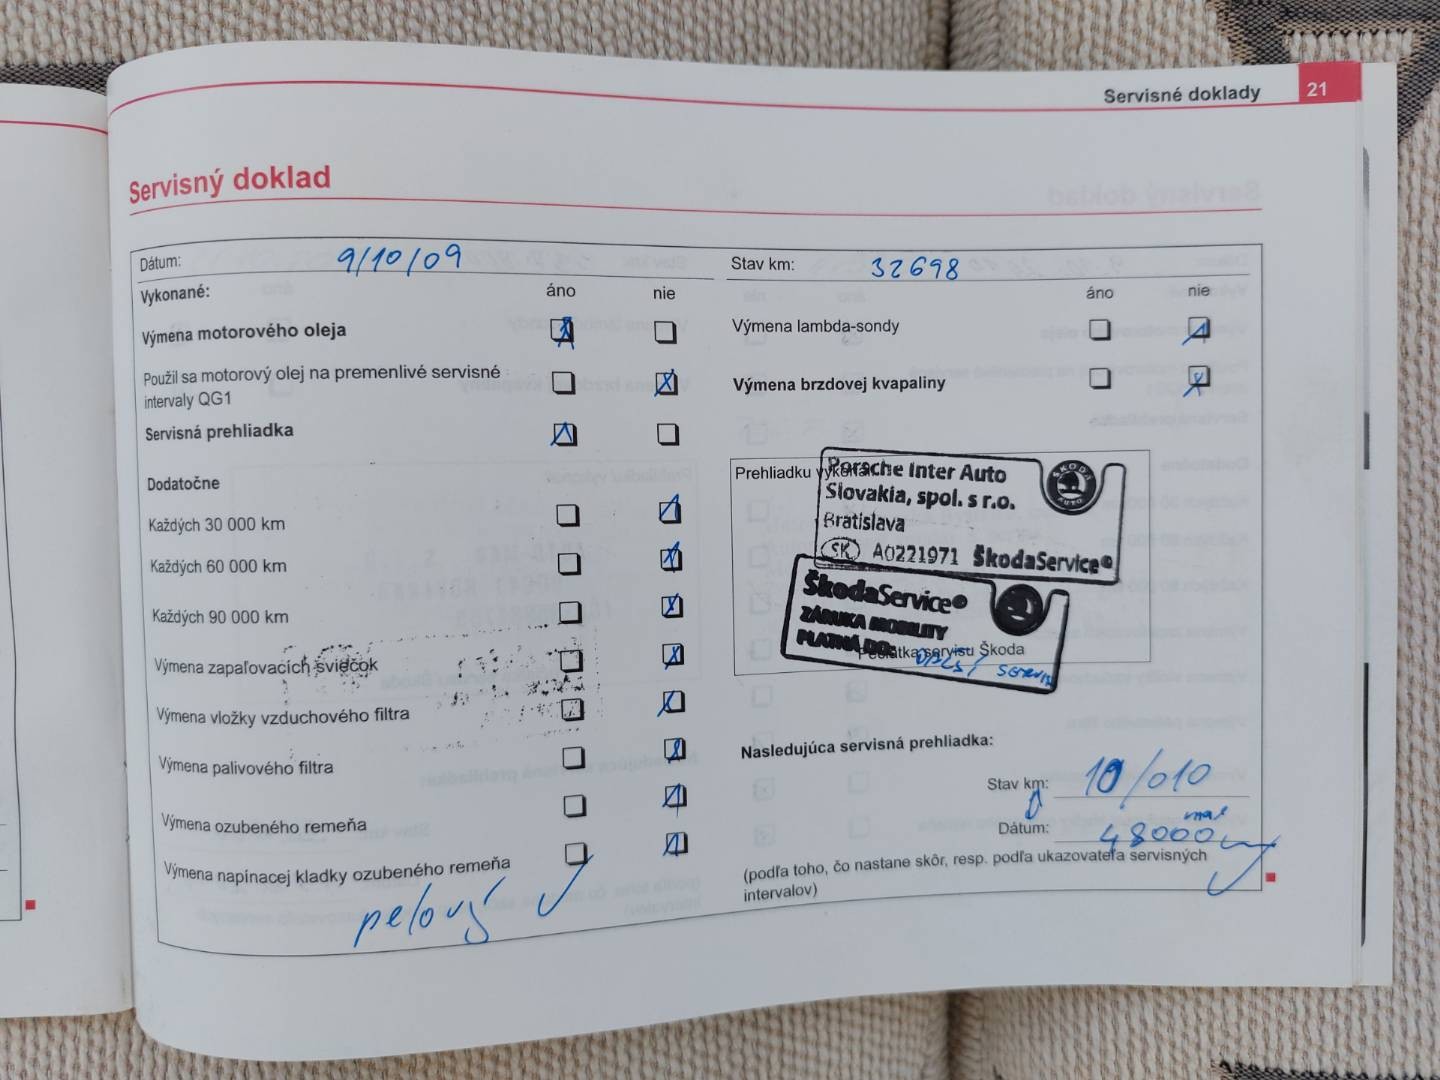 Servisné doklady 21
Servisný doklad
Dátum: 9/10/09
Stav km: 32698
Vykonané: áno nie
áno nie
Výmena motorového oleja
Výmena lambda-sondy
Použil sa motorový olej na premenlivé servisné
intervaly QG1
Výmena brzdovej kvapaliny
Servisná prehliadka
Dodatočne
Každých 30 000 km
Každých 60 000 km
Každých 90 000 km
Výmena zapaľovacích sviečok
Výmena vložky vzduchového filtra
Výmena palivového filtra
Výmena ozubeného remeňa
Výmena napínacej kladky ozubeného remeňa
pelový
Prehliadku vykonal:
Porsche Inter Auto
Slovakia, spol. s r.o.
Bratislava
SK A0221971 ŠkodaService®
ŠKODA
AUTO
ŠkodaService®
ZÁRUKA MOBILITY
PLATNÁ DO:
Pečiatka servisu Škoda
Nasledujúca servisná prehliadka:
Stav km: 10/010
Dátum: 48000
(podľa toho, čo nastane skôr, resp. podľa ukazovateľa servisných
intervalov)